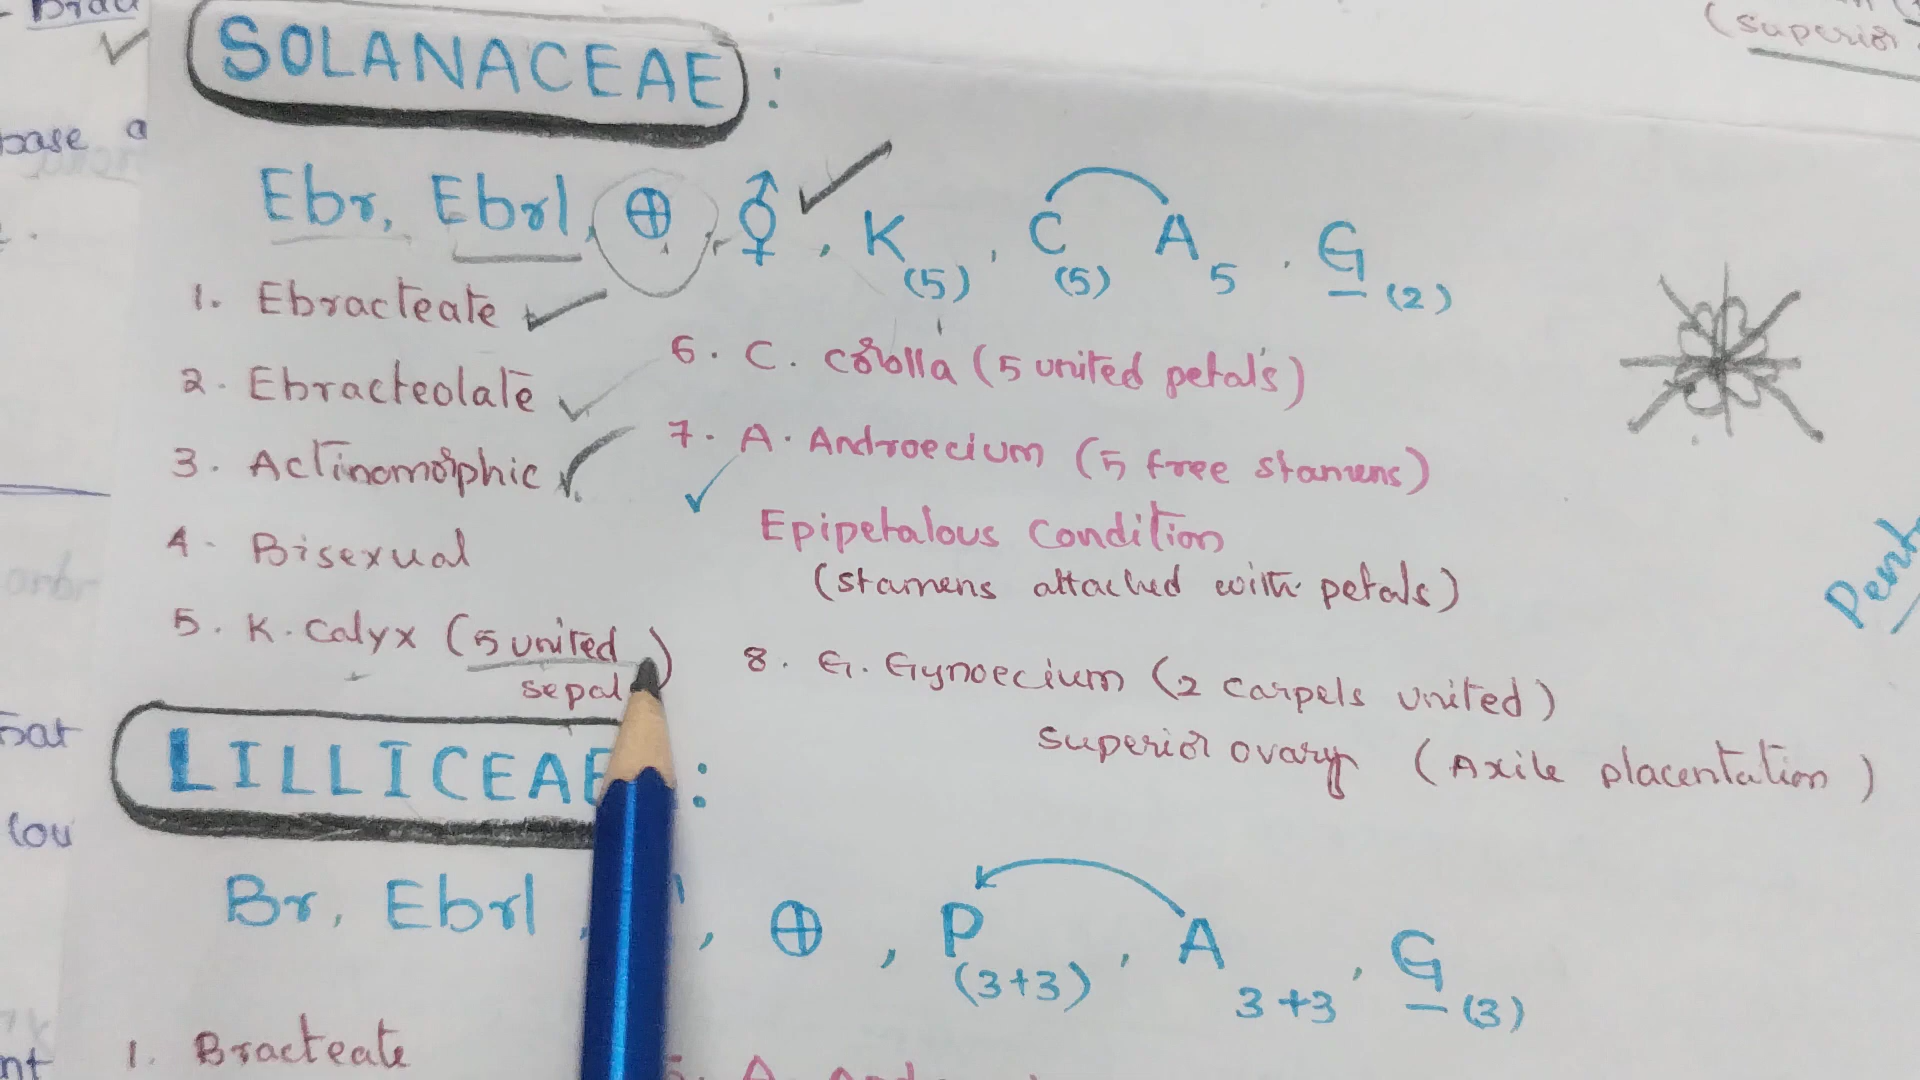 SOLANACEAE :
(superior
base a
Ebr, Ebrl, ⊕, ⚥, K(5), C(5) A5, G(2)
1. Ebracteate
2. Ebracteolate
3. Actinomorphic
4. Bisexual
5. K. Calyx (5 united
sepal
6. C. Corolla (5 united petals)
7. A. Androecium (5 free stamens)
Epipetalous Condition
(stamens attached with petals)
8. G. Gynoecium (2 carpels united)
superior ovary (Axile placentation)
Pent
LILLICEAE :
Br, Ebrl, ⊕, P(3+3), A3+3, G(3)
1. Bracteate